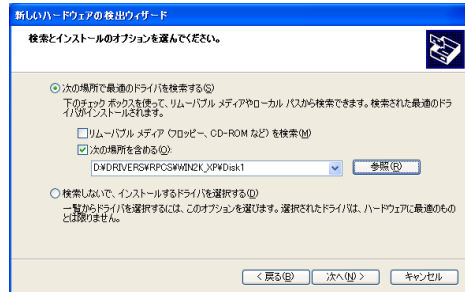 新しいハードウェアの検出ウィザード
検索とインストールのオプションを選んでください。
次の場所で最適のドライバを検索する(S)
下のチェック ボックスを使って、リムーバブル メディアやローカル パスから検索できます。検索された最適のドラ
イバがインストールされます。
リムーバブル メディア (フロッピー、CD-ROM など) を検索(M)
次の場所を含める(O):
D:¥DRIVERS¥RPCS¥WIN2K_XP¥Disk1
参照(R)
検索しないで、インストールするドライバを選択する(D)
一覧からドライバを選択するには、このオプションを選びます。選択されたドライバは、ハードウェアに最適のもの
とは限りません。
< 戻る(B)
次へ(N) >
キャンセル